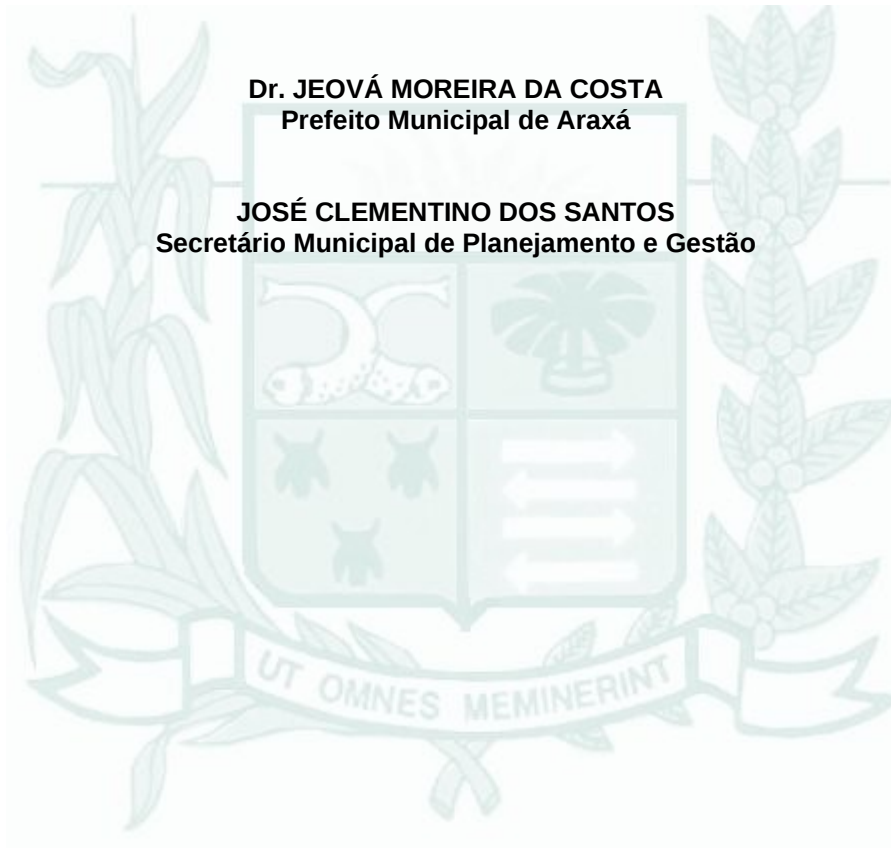 Dr. JEOVÁ MOREIRA DA COSTA
Prefeito Municipal de Araxá
JOSÉ CLEMENTINO DOS SANTOS
Secretário Municipal de Planejamento e Gestão
UT OMNES MEMINERINT